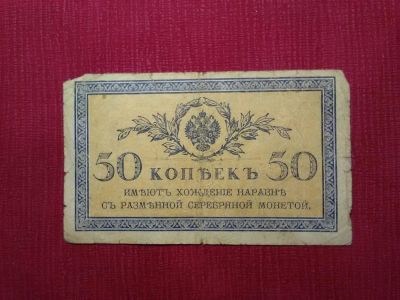 50 КОПѢЕКЪ 50
ИМѢЮТЪ ХОЖДЕНІЕ НАРАВНѢ
СЪ РАЗМѢННОЙ СЕРЕБРЯНОЙ МОНЕТОЙ.